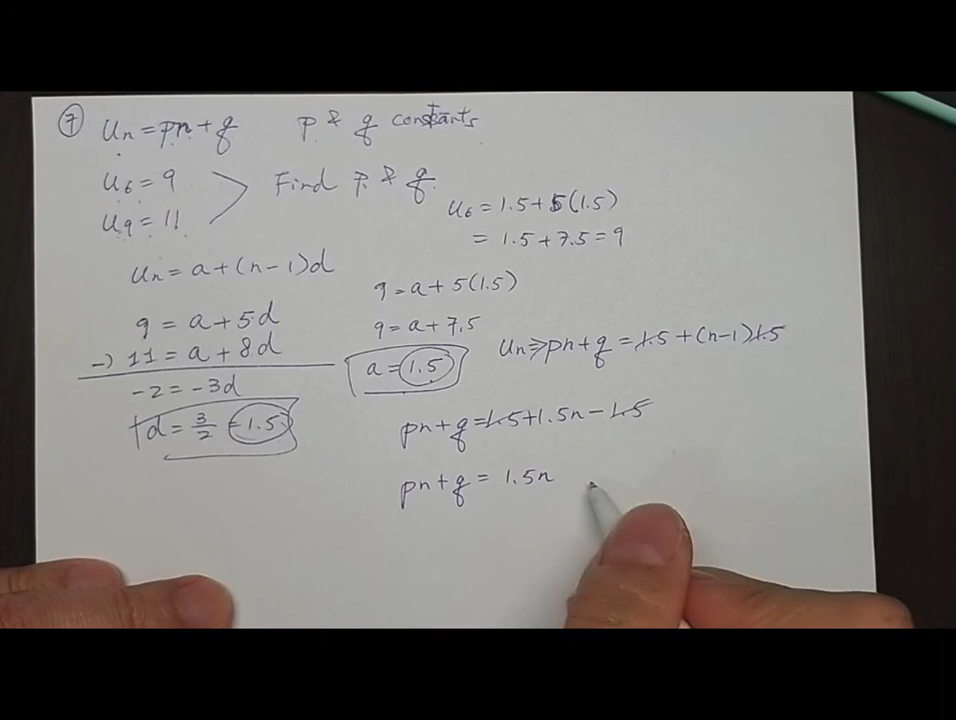 ⑦ Un = pn + q p & q constants
U6 = 9
U9 = 11
Find p & q.
Un = a + (n-1)d
9 = a + 5d
-) 11 = a + 8d
-2 = -3d
d = 3/2 = 1.5
U6 = 1.5 + 5(1.5)
= 1.5 + 7.5 = 9
9 = a + 5(1.5)
9 = a + 7.5
a = 1.5
Un ⇒ pn + q = 1.5 + (n-1)1.5
pn + q = 1.5 + 1.5n - 1.5
pn + q = 1.5n